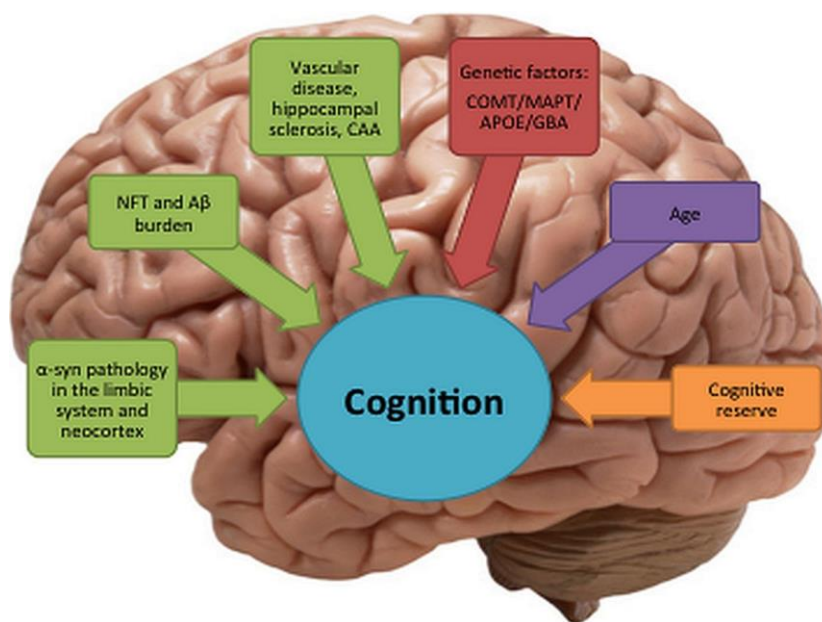 Vascular
disease,
hippocampal
sclerosis, CAA
Genetic factors:
COMT/MAPT/
APOE/GBA
NFT and Aβ
burden
Age
α-syn pathology
in the limbic
system and
neocortex
Cognition
Cognitive
reserve